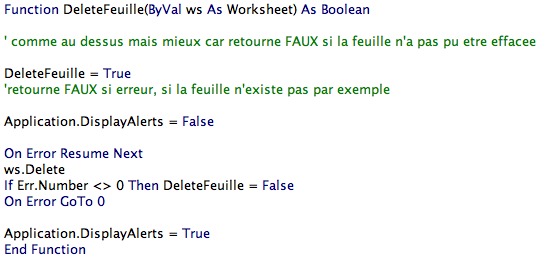 Function DeleteFeuille(ByVal ws As Worksheet) As Boolean
' comme au dessus mais mieux car retourne FAUX si la feuille n'a pas pu etre effacee
DeleteFeuille = True
'retourne FAUX si erreur, si la feuille n'existe pas par exemple
Application.DisplayAlerts = False
On Error Resume Next
ws.Delete
If Err.Number <> 0 Then DeleteFeuille = False
On Error GoTo 0
Application.DisplayAlerts = True
End Function